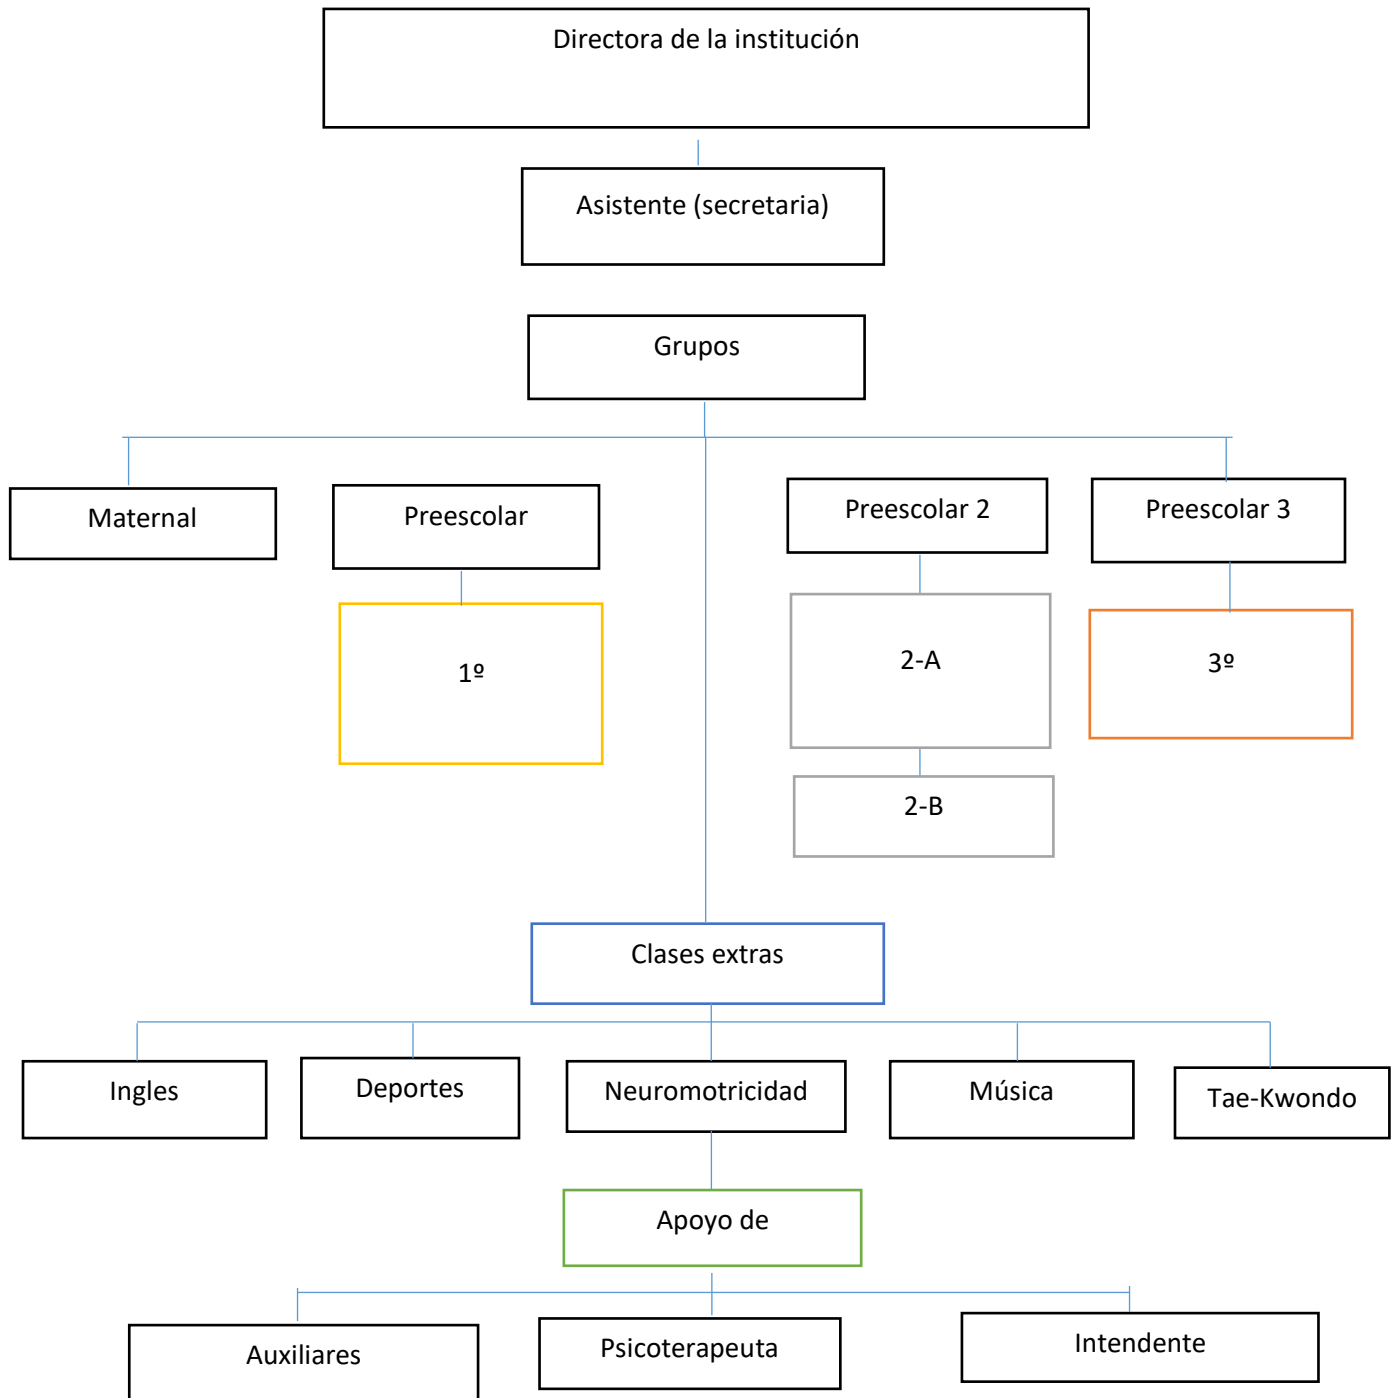 Directora de la institución
Asistente (secretaria)
Grupos
Maternal
Preescolar
Preescolar 2
Preescolar 3
1º
2-A
3º
2-B
Clases extras
Ingles
Deportes
Neuromotricidad
Música
Tae-Kwondo
Apoyo de
Auxiliares
Psicoterapeuta
Intendente